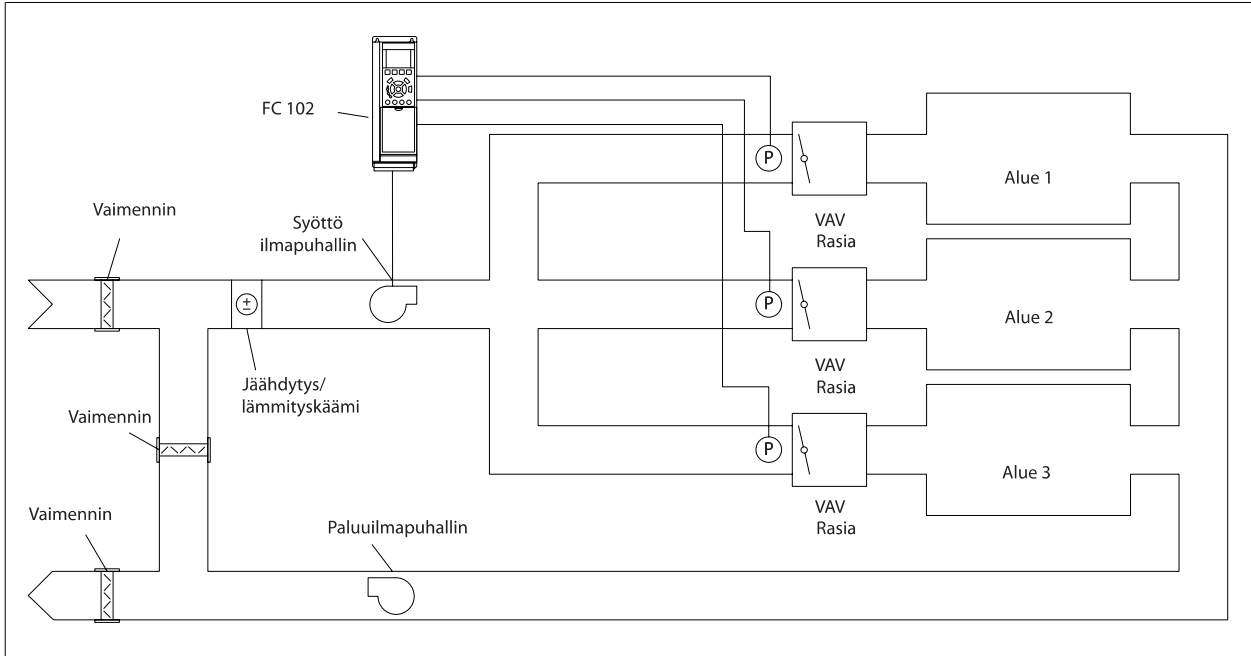 FC 102
P
Alue 1
Vaimennin
Syöttö
ilmapuhallin
VAV
Rasia
±
P
Alue 2
VAV
Rasia
Jäähdytys/
lämmityskäämi
Vaimennin
P
Alue 3
VAV
Rasia
Vaimennin
Paluuilmapuhallin